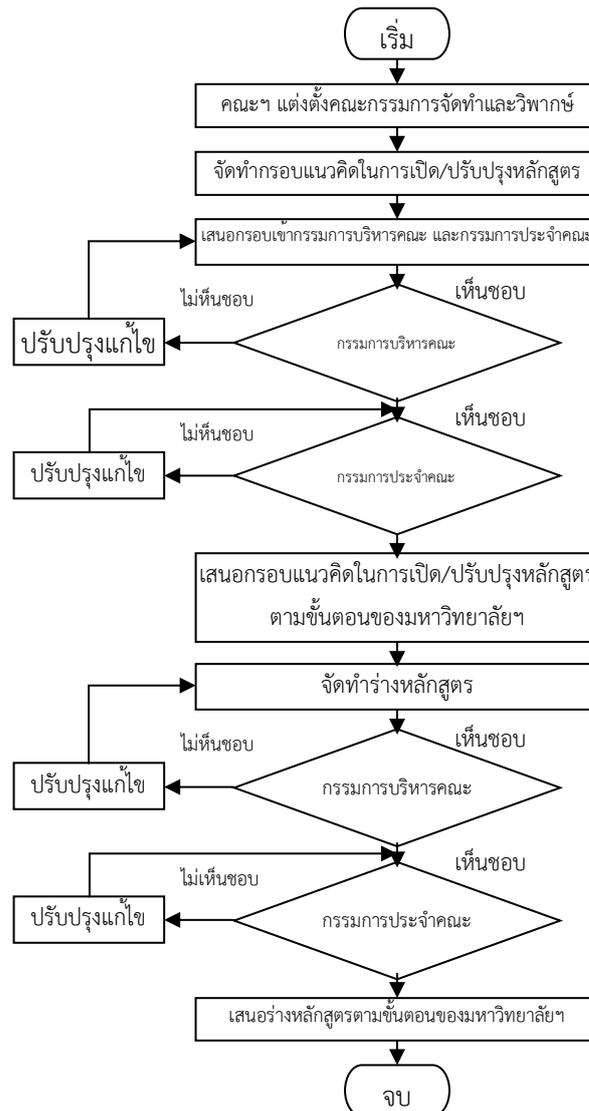 เริ่ม
คณะฯ แต่งตั้งคณะกรรมการจัดทำและวิพากษ์
จัดทำกรอบแนวคิดในการเปิด/ปรับปรุงหลักสูตร
เสนอกรอบเข้ากรรมการบริหารคณะ และกรรมการประจำคณะ
ไม่เห็นชอบ
เห็นชอบ
ปรับปรุงแก้ไข
กรรมการบริหารคณะ
ไม่เห็นชอบ
เห็นชอบ
ปรับปรุงแก้ไข
กรรมการประจำคณะ
เสนอกรอบแนวคิดในการเปิด/ปรับปรุงหลักสูตร
ตามขั้นตอนของมหาวิทยาลัยฯ
จัดทำร่างหลักสูตร
ไม่เห็นชอบ
เห็นชอบ
ปรับปรุงแก้ไข
กรรมการบริหารคณะ
ไม่เห็นชอบ
เห็นชอบ
ปรับปรุงแก้ไข
กรรมการประจำคณะ
เสนอร่างหลักสูตรตามขั้นตอนของมหาวิทยาลัยฯ
จบ